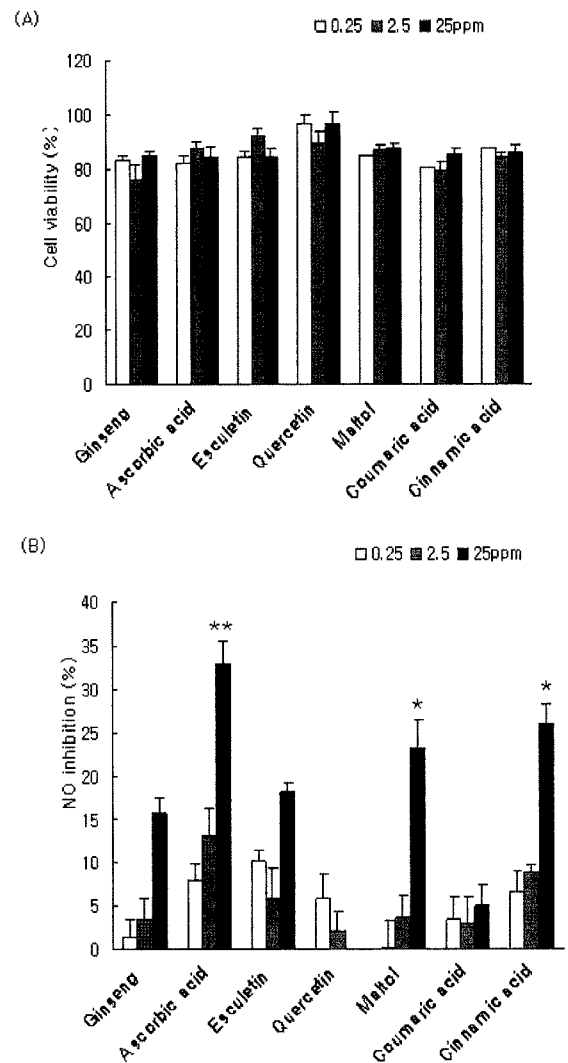 (A)
□ 0.25 ■ 2.5 ■ 25ppm
Cell viability (%)
120
100
80
60
40
20
0
Ginseng
Ascorbic acid
Esculetin
Quercetin
Maltol
Coumaric acid
Cinnamic acid
(B)
□ 0.25 ■ 2.5 ■ 25ppm
NO inhibition (%)
40
35
30
25
20
15
10
5
0
**
*
*
Ginseng
Ascorbic acid
Esculetin
Quercetin
Maltol
Coumaric acid
Cinnamic acid